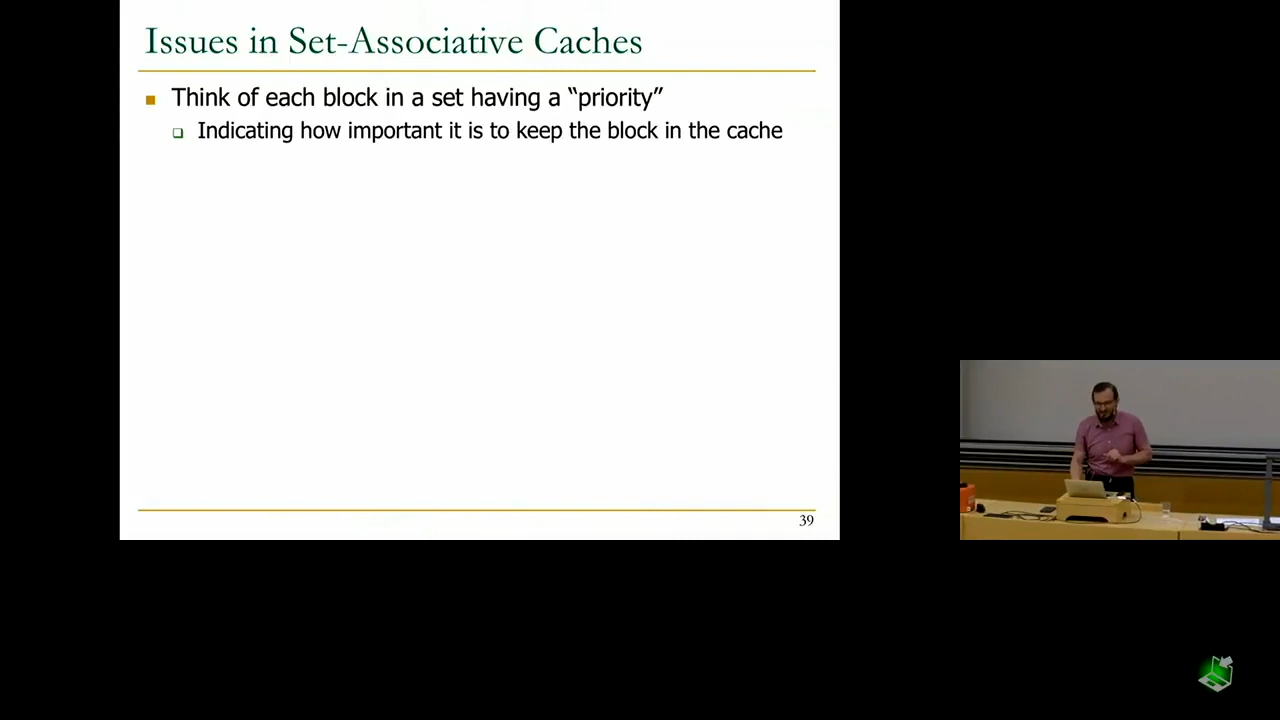 Issues in Set-Associative Caches
Think of each block in a set having a “priority”
Indicating how important it is to keep the block in the cache
39